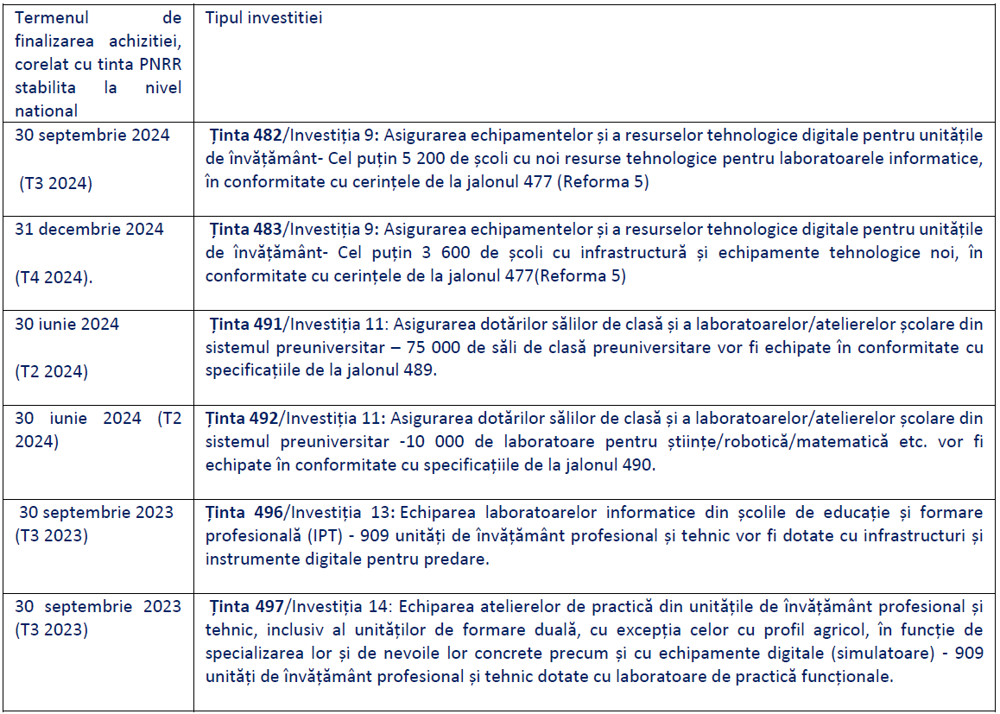 Termenul de
finalizarea achizitiei,
corelat cu tinta PNRR
stabilita la nivel
national
Tipul investitiei
30 septembrie 2024
(T3 2024)
Ținta 482/Investiția 9: Asigurarea echipamentelor și a resurselor tehnologice digitale pentru unitățile
de învățământ- Cel puțin 5 200 de școli cu noi resurse tehnologice pentru laboratoarele informatice,
în conformitate cu cerințele de la jalonul 477 (Reforma 5)
31 decembrie 2024
(T4 2024).
Ținta 483/Investiția 9: Asigurarea echipamentelor și a resurselor tehnologice digitale pentru unitățile
de învățământ- Cel puțin 3 600 de școli cu infrastructură și echipamente tehnologice noi, în
conformitate cu cerințele de la jalonul 477(Reforma 5)
30 iunie 2024
(T2 2024)
Ținta 491/Investiția 11: Asigurarea dotărilor sălilor de clasă și a laboratoarelor/atelierelor școlare din
sistemul preuniversitar – 75 000 de săli de clasă preuniversitare vor fi echipate în conformitate cu
specificațiile de la jalonul 489.
30 iunie 2024 (T2
2024)
Ținta 492/Investiția 11: Asigurarea dotărilor sălilor de clasă și a laboratoarelor/atelierelor școlare din
sistemul preuniversitar -10 000 de laboratoare pentru științe/robotică/matematică etc. vor fi
echipate în conformitate cu specificațiile de la jalonul 490.
30 septembrie 2023
(T3 2023)
Ținta 496/Investiția 13: Echiparea laboratoarelor informatice din școlile de educație și formare
profesională (IPT) - 909 unități de învățământ profesional și tehnic vor fi dotate cu infrastructuri și
instrumente digitale pentru predare.
30 septembrie 2023
(T3 2023)
Ținta 497/Investiția 14: Echiparea atelierelor de practică din unitățile de învățământ profesional și
tehnic, inclusiv al unităților de formare duală, cu excepția celor cu profil agricol, în funcție de
specializarea lor și de nevoile lor concrete precum și cu echipamente digitale (simulatoare) - 909
unități de învățământ profesional și tehnic dotate cu laboratoare de practică funcționale.